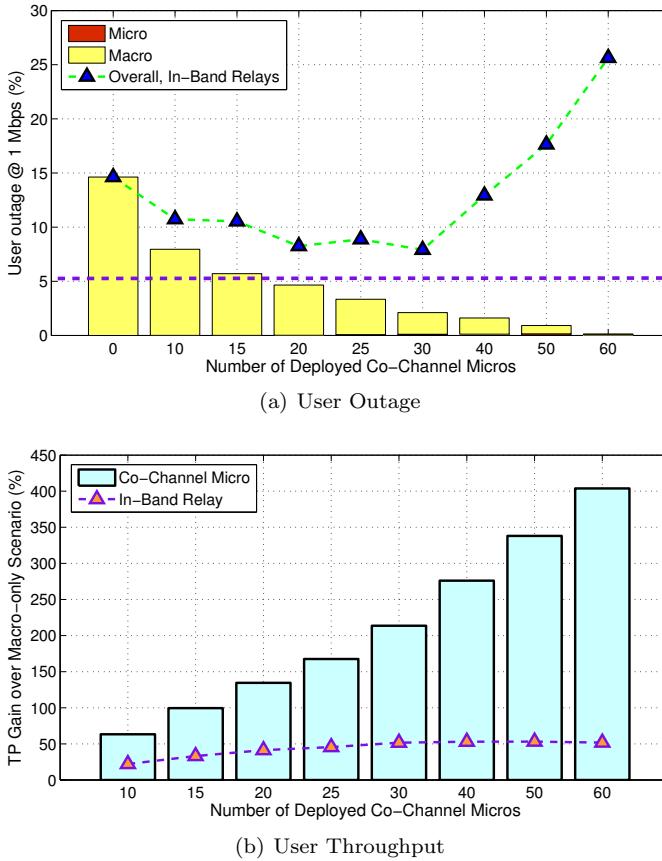 30
25
20
15
10
5
0
User outage @ 1 Mbps (%)
Micro
Macro
Overall, In-Band Relays
0 10 15 20 25 30 40 50 60
Number of Deployed Co-Channel Micros
(a) User Outage
450
400
350
300
250
200
150
100
50
0
TP Gain over Macro-only Scenario (%)
Co-Channel Micro
In-Band Relay
10 15 20 25 30 40 50 60
Number of Deployed Co-Channel Micros
(b) User Throughput